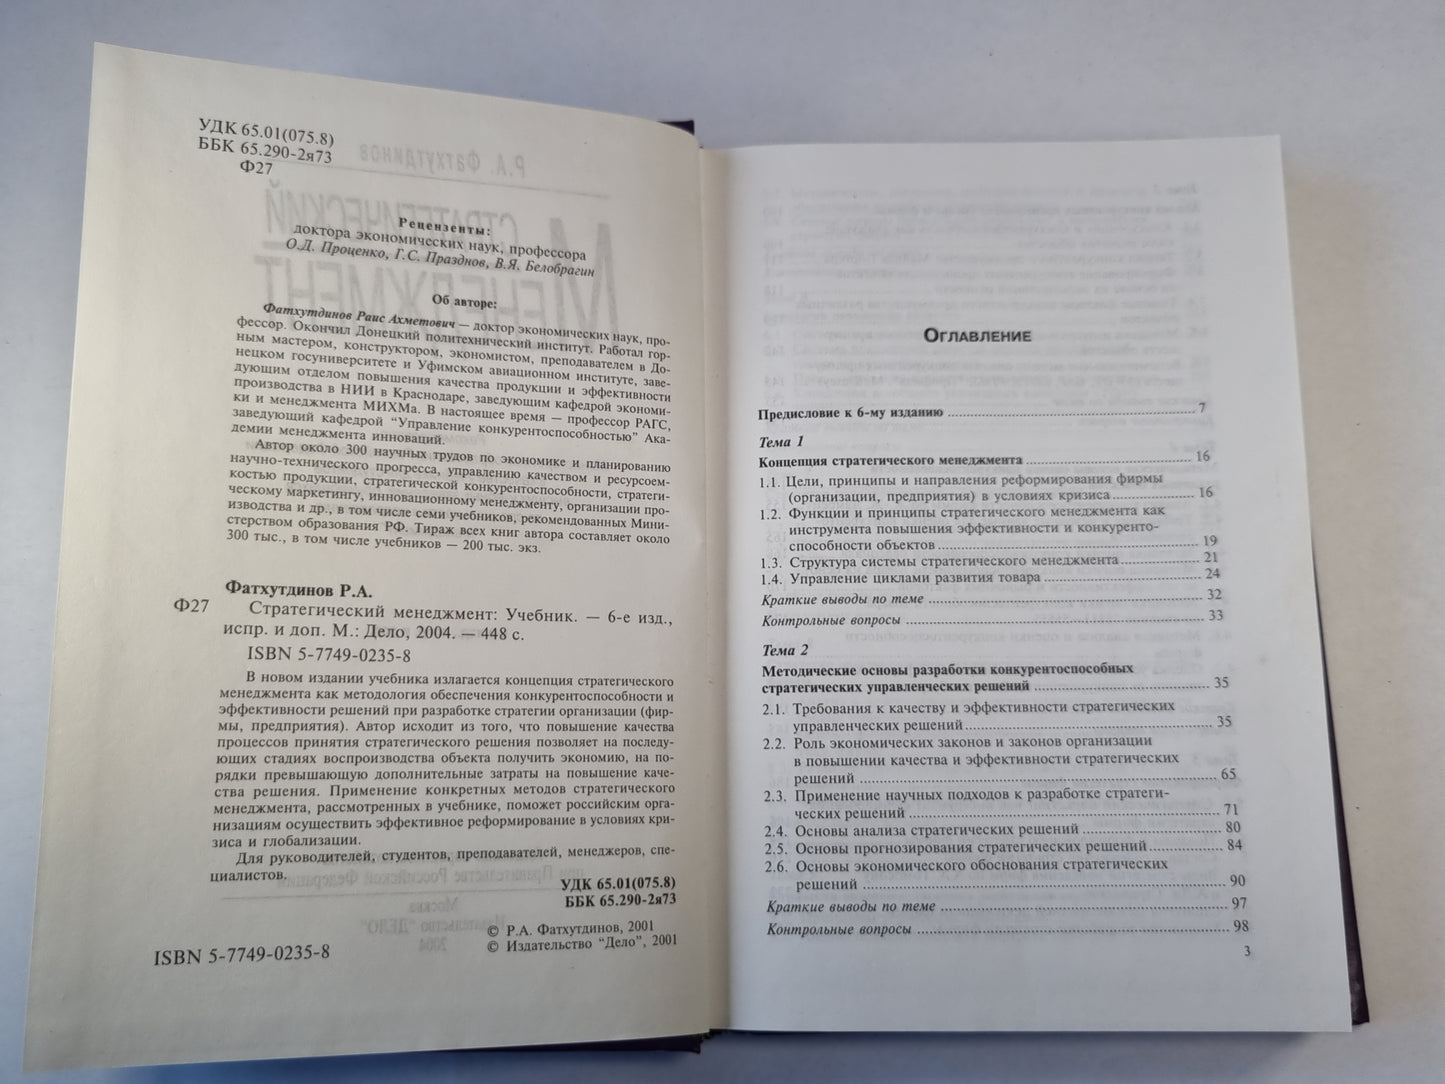 УДК 65.01(075.8)
ББК 65.290-2я73
Ф27
Рецензенты:
доктора экономических наук, профессора
О.Д. Проценко, Г.С. Празднов, В.Я. Белобрагин
Об авторе:
Фатхутдинов Раис Ахметович — доктор экономических наук, про-
фессор. Окончил Донецкий политехнический институт. Работал гор-
ным мастером, конструктором, экономистом, преподавателем в До-
нецком госуниверситете и Уфимском авиационном институте, заве-
дующим отделом повышения качества продукции и эффективности
производства в НИИ в Краснодаре, заведующим кафедрой экономи-
ки и менеджмента МИХМа. В настоящее время — профессор РАГС,
заведующий кафедрой "Управление конкурентоспособностью" Ака-
демии менеджмента инноваций.
Автор около 300 научных трудов по экономике и планированию
научно-технического прогресса, управлению качеством и ресурсоем-
костью продукции, стратегической конкурентоспособности, стратеги-
ческому маркетингу, инновационному менеджменту, организации про-
изводства и др., в том числе семи учебников, рекомендованных Мини-
стерством образования РФ. Тираж всех книг автора составляет около
300 тыс., в том числе учебников — 200 тыс. экз.
Фатхутдинов Р.А.
Ф27 Стратегический менеджмент: Учебник. — 6-е изд.,
испр. и доп. М.: Дело, 2004. — 448 с.
ISBN 5-7749-0235-8
В новом издании учебника излагается концепция стратегического
менеджмента как методология обеспечения конкурентоспособности и
эффективности решений при разработке стратегии организации (фир-
мы, предприятия). Автор исходит из того, что повышение качества
процессов принятия стратегического решения позволяет на последу-
ющих стадиях воспроизводства объекта получить экономию, на по-
рядки превышающую дополнительные затраты на повышение каче-
ства решения. Применение конкретных методов стратегического
менеджмента, рассмотренных в учебнике, поможет российским орга-
низациям осуществить эффективное реформирование в условиях кри-
зиса и глобализации.
Для руководителей, студентов, преподавателей, менеджеров, спе-
циалистов.
УДК 65.01(075.8)
ББК 65.290-2я73
© Р.А. Фатхутдинов, 2001
© Издательство "Дело", 2001
ISBN 5-7749-0235-8
ОГЛАВЛЕНИЕ
Предисловие к 6-му изданию ........ 7
Тема 1
Концепция стратегического менеджмента ........ 16
1.1. Цели, принципы и направления реформирования фирмы
(организации, предприятия) в условиях кризиса ........ 16
1.2. Функции и принципы стратегического менеджмента как
инструмента повышения эффективности и конкуренто-
способности объектов ........ 19
1.3. Структура системы стратегического менеджмента ........ 21
1.4. Управление циклами развития товара ........ 24
Краткие выводы по теме ........ 32
Контрольные вопросы ........ 33
Тема 2
Методические основы разработки конкурентоспособных
стратегических управленческих решений ........ 35
2.1. Требования к качеству и эффективности стратегических
управленческих решений ........ 35
2.2. Роль экономических законов и законов организации
в повышении качества и эффективности стратегических
решений ........ 65
2.3. Применение научных подходов к разработке стратеги-
ческих решений ........ 71
2.4. Основы анализа стратегических решений ........ 80
2.5. Основы прогнозирования стратегических решений ........ 84
2.6. Основы экономического обоснования стратегических
решений ........ 90
Краткие выводы по теме ........ 97
Контрольные вопросы ........ 98
3